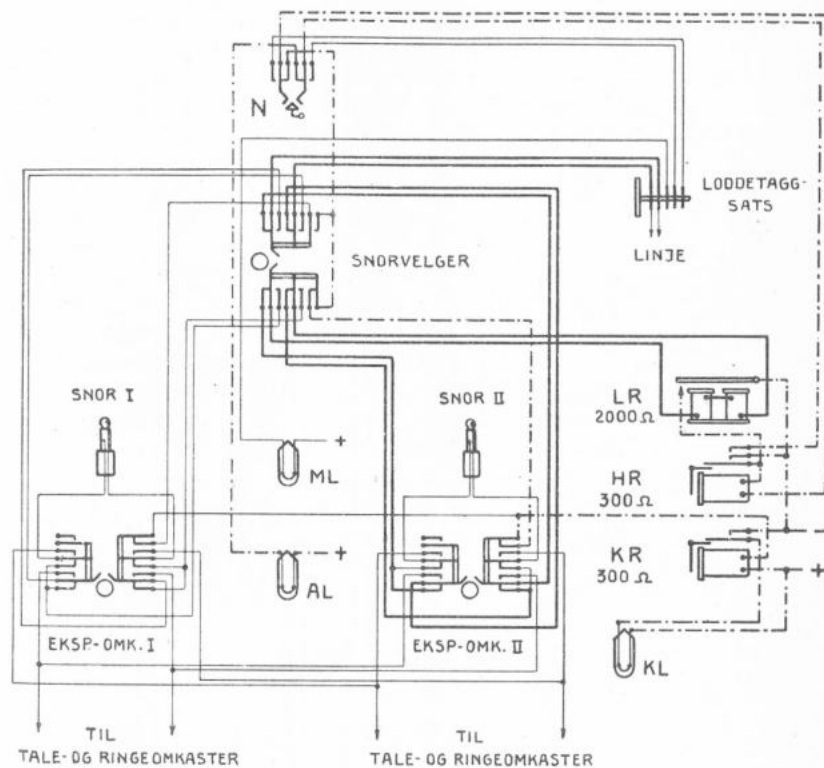 N
LODDETAGG-
SATS
LINJE
SNORVELGER
SNOR I
SNOR II
LR
2000 Ω
ML
+
HR
300 Ω
AL
+
KR
300 Ω
-
+
EKSP-OMK. I
EKSP-OMK. II
KL
TIL
TALE- OG RINGEOMKASTER
TIL
TALE- OG RINGEOMKASTER